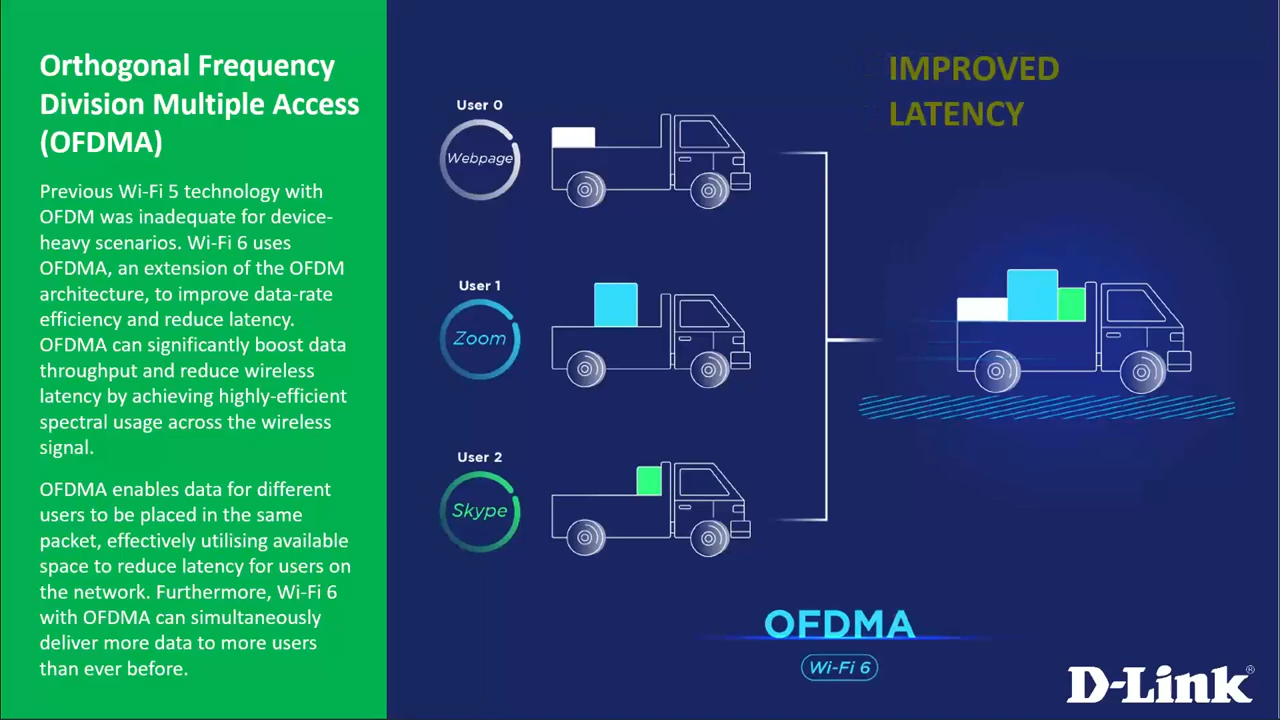 Orthogonal Frequency
Division Multiple Access
(OFDMA)
Previous Wi-Fi 5 technology with
OFDM was inadequate for device-
heavy scenarios. Wi-Fi 6 uses
OFDMA, an extension of the OFDM
architecture, to improve data-rate
efficiency and reduce latency.
OFDMA can significantly boost data
throughput and reduce wireless
latency by achieving highly-efficient
spectral usage across the wireless
signal.
OFDMA enables data for different
users to be placed in the same
packet, effectively utilising available
space to reduce latency for users on
the network. Furthermore, Wi-Fi 6
with OFDMA can simultaneously
deliver more data to more users
than ever before.
User 0
Webpage
User 1
Zoom
User 2
Skype
IMPROVED
LATENCY
OFDMA
Wi-Fi 6
D-Link®